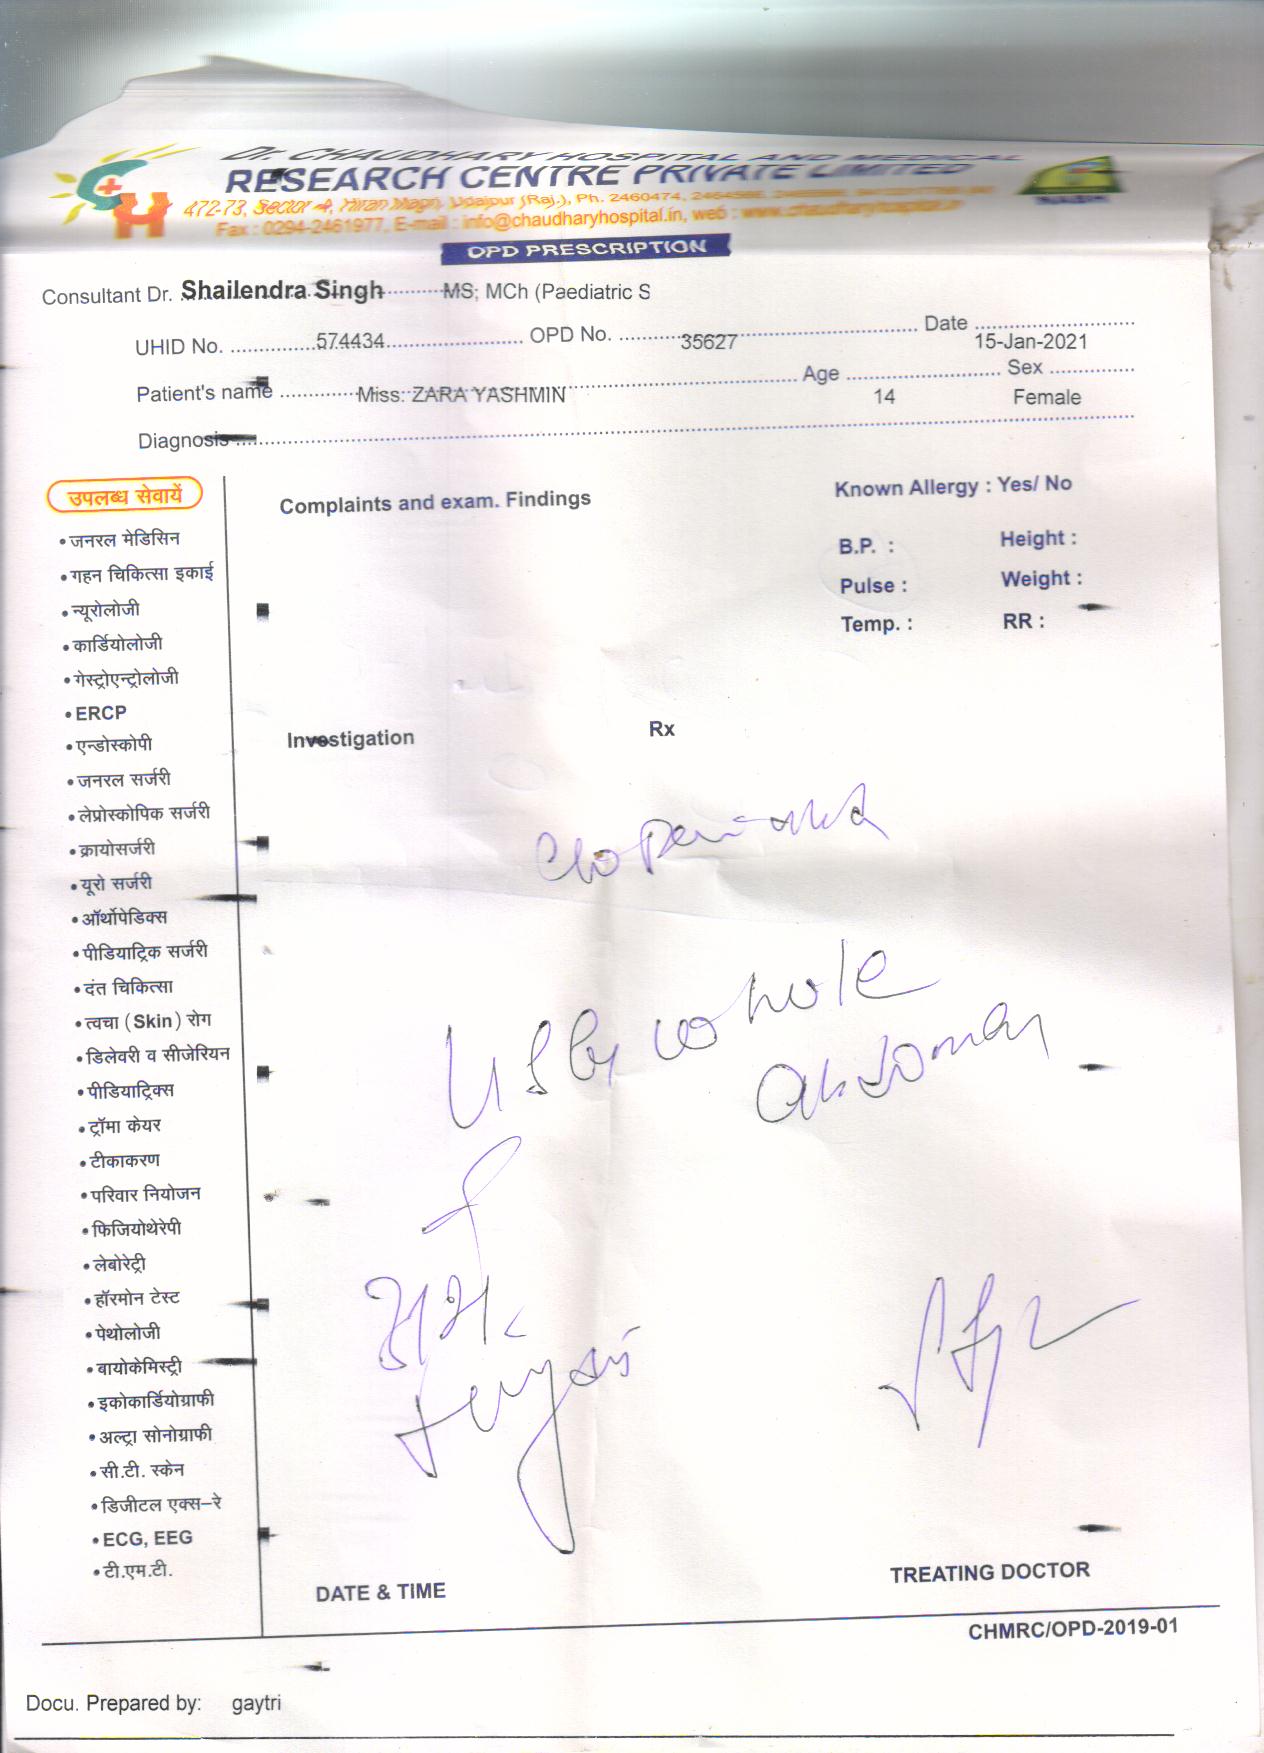 Dr. CHAUDHARY HOSPITAL AND MEDICAL
RESEARCH CENTRE PRIVATE LIMITED
472-73, Sector-4, Hiran Magri, Udaipur (Raj.), Ph. 2460474,
Fax : 0294-2461977, E-mail : info@chaudharyhospital.in, web : www.chaudharyhospital.in
OPD PRESCRIPTION
Consultant Dr. Shailendra Singh MS; MCh (Paediatric S
UHID No. 574434 OPD No. 35627 Date 15-Jan-2021
Patient's name Miss: ZARA YASHMIN Age 14 Sex Female
Diagnosis
उपलब्ध सेवायें
• जनरल मेडिसिन
• गहन चिकित्सा इकाई
• न्यूरोलोजी
• कार्डियोलोजी
• गेस्ट्रोएन्ट्रोलोजी
• ERCP
• एन्डोस्कोपी
• जनरल सर्जरी
• लेप्रोस्कोपिक सर्जरी
• क्रायोसर्जरी
• यूरो सर्जरी
• ऑर्थोपेडिक्स
• पीडियाट्रिक सर्जरी
• दंत चिकित्सा
• त्वचा (Skin) रोग
• डिलेवरी व सीजेरियन
• पीडियाट्रिक्स
• ट्रॉमा केयर
• टीकाकरण
• परिवार नियोजन
• फिजियोथेरेपी
• लेबोरेट्री
• हॉरमोन टेस्ट
• पेथोलोजी
• बायोकेमिस्ट्री
• इकोकार्डियोग्राफी
• अल्ट्रा सोनोग्राफी
• सी.टी. स्केन
• डिजीटल एक्स-रे
• ECG, EEG
• टी.एम.टी.
Complaints and exam. Findings
Known Allergy : Yes/ No
B.P. : Height :
Pulse : Weight :
Temp. : RR :
Investigation Rx
C/o
whole
abdomen
DATE & TIME
TREATING DOCTOR
CHMRC/OPD-2019-01
Docu. Prepared by: gaytri